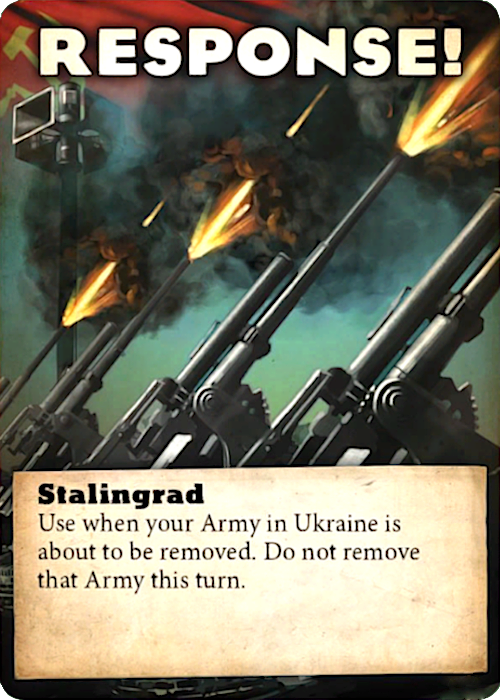 RESPONSE!
Stalingrad
Use when your Army in Ukraine is
about to be removed. Do not remove
that Army this turn.